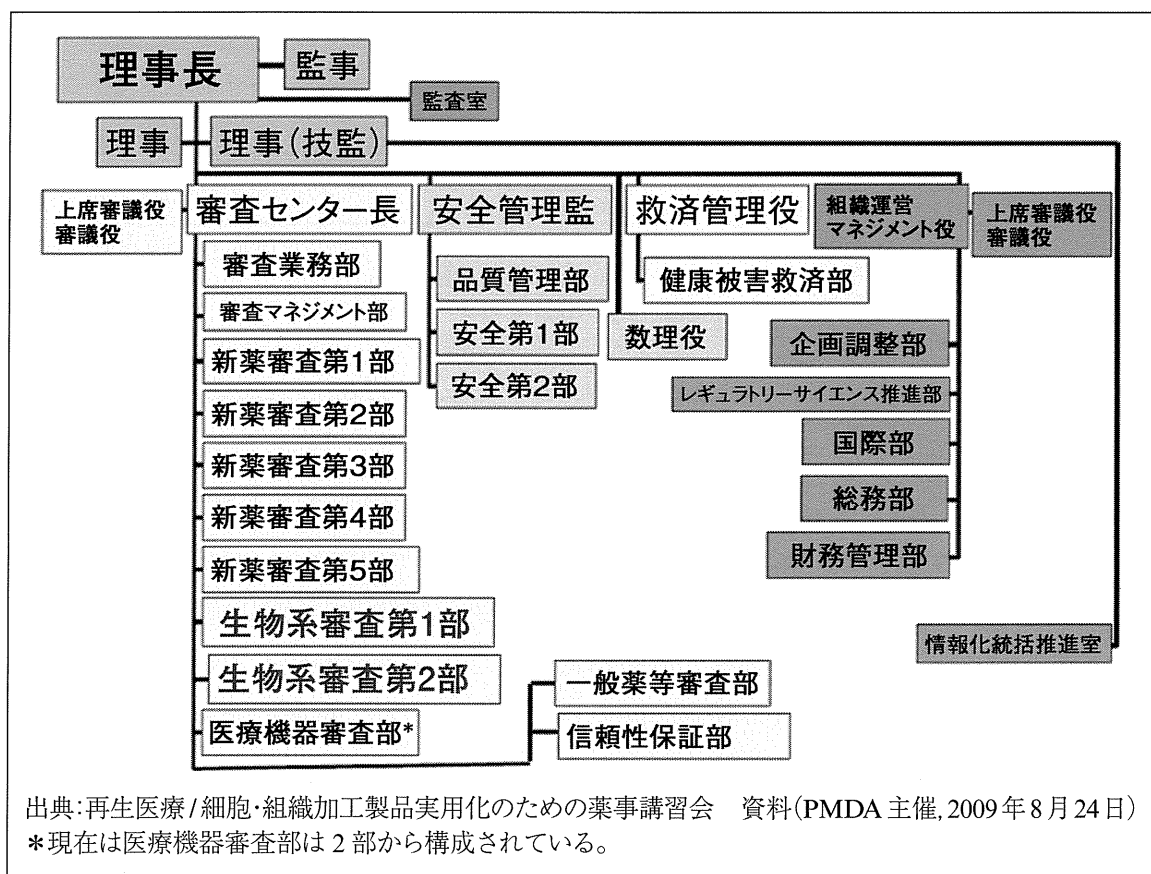 理事長
監事
監査室
理事
理事(技監)
上席審議役
審議役
審査センター長
安全管理監
救済管理役
組織運営
マネジメント役
上席審議役
審議役
審査業務部
審査マネジメント部
新薬審査第1部
新薬審査第2部
新薬審査第3部
新薬審査第4部
新薬審査第5部
生物系審査第1部
生物系審査第2部
医療機器審査部*
一般薬等審査部
信頼性保証部
品質管理部
安全第1部
安全第2部
数理役
健康被害救済部
企画調整部
レギュラトリーサイエンス推進部
国際部
総務部
財務管理部
情報化統括推進室
出典:再生医療/細胞・組織加工製品実用化のための薬事講習会 資料(PMDA 主催, 2009年8月24日)
*現在は医療機器審査部は2部から構成されている。